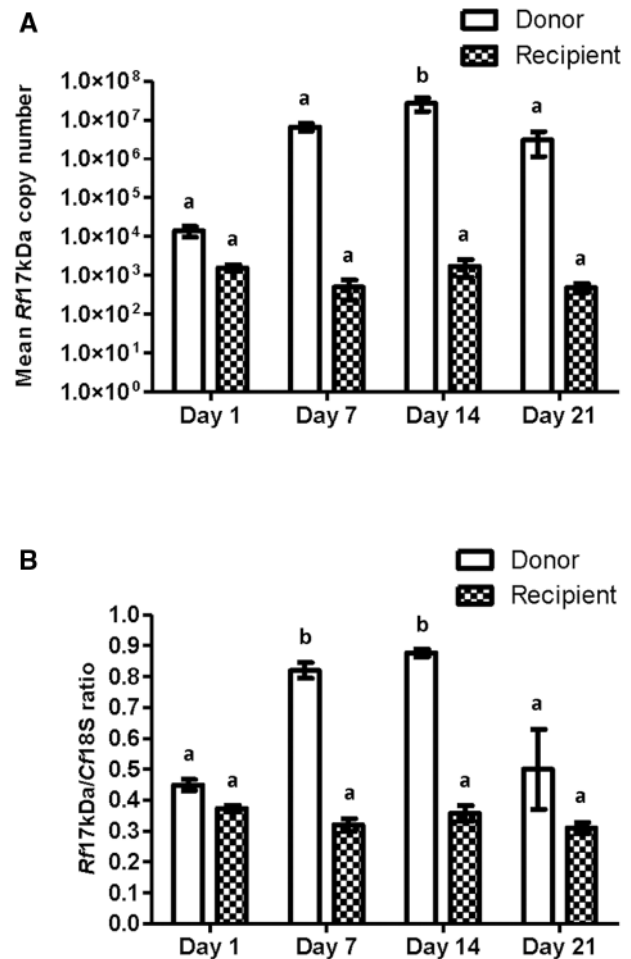 A
Donor
Recipient
Mean Rf17kDa copy number
1.0×10⁸
1.0×10⁷
1.0×10⁶
1.0×10⁵
1.0×10⁴
1.0×10³
1.0×10²
1.0×10¹
1.0×10⁰
a a a a b a a a
Day 1 Day 7 Day 14 Day 21
B
Donor
Recipient
Rf17kDa/Cf18S ratio
1.0
0.9
0.8
0.7
0.6
0.5
0.4
0.3
0.2
0.1
0.0
a a b a b a a a
Day 1 Day 7 Day 14 Day 21